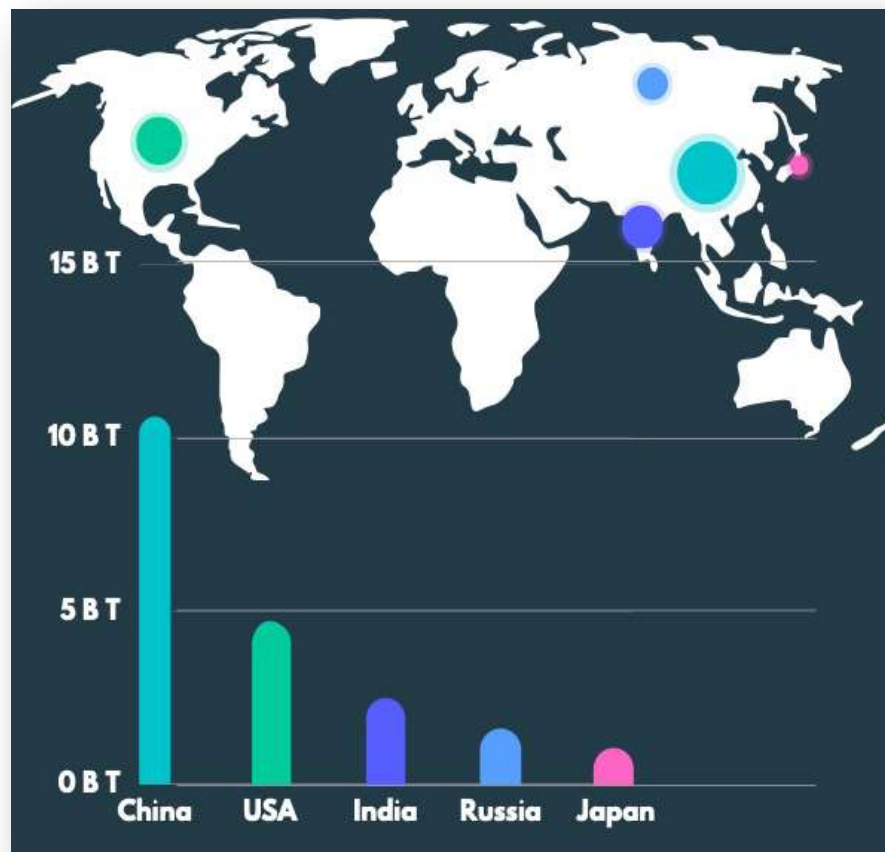 15 B T
10 B T
5 B T
0 B T
China USA India Russia Japan